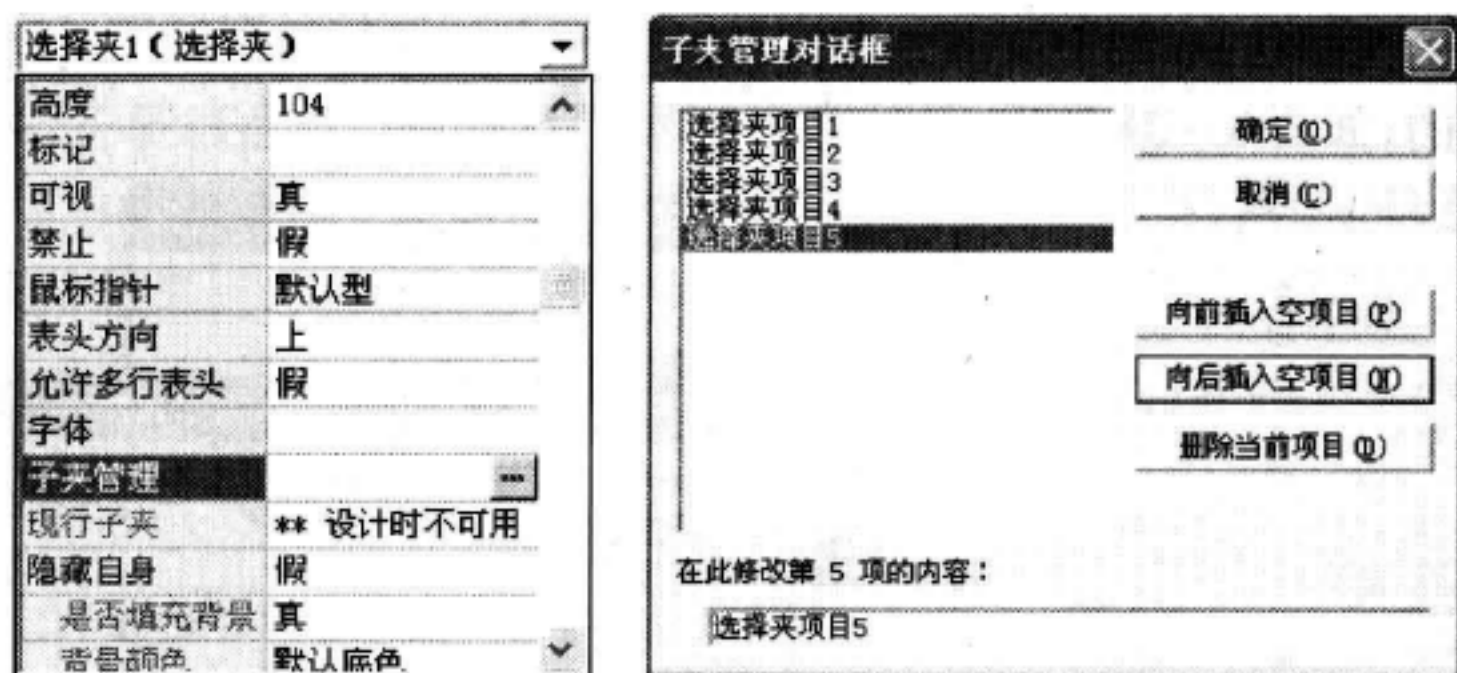 选择夹1（选择夹）
高度 104
标记
可视 真
禁止 假
鼠标指针 默认型
表头方向 上
允许多行表头 假
字体
子夹管理 ...
现行子夹 ** 设计时不可用
隐藏自身 假
是否填充背景 真
背景颜色 默认底色
子夹管理对话框
选择夹项目1
选择夹项目2
选择夹项目3
选择夹项目4
选择夹项目5
确定(O)
取消(C)
向前插入空项目(P)
向后插入空项目(N)
删除当前项目(D)
在此修改第 5 项的内容：
选择夹项目5